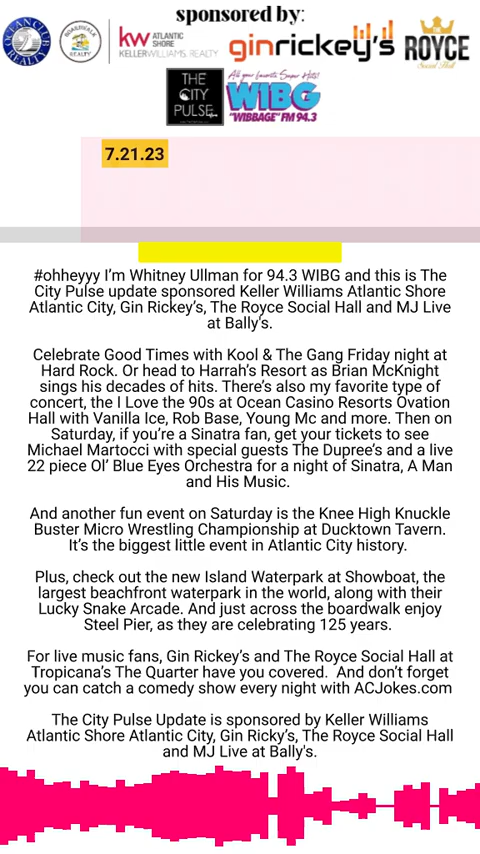 sponsored by:
OCEAN CLUB REALTY
BOARDWALK REALTY
kw ATLANTIC SHORE
KELLERWILLIAMS. REALTY
ginrickey's
ROYCE
Social Hall
THE CITY PULSE
All your favorite Super Hits!
WIBG
"WIBBAGE" FM 94.3
7.21.23
#ohheyyy I'm Whitney Ullman for 94.3 WIBG and this is The
City Pulse update sponsored Keller Williams Atlantic Shore
Atlantic City, Gin Rickey's, The Royce Social Hall and MJ Live
at Bally's.
Celebrate Good Times with Kool & The Gang Friday night at
Hard Rock. Or head to Harrah's Resort as Brian McKnight
sings his decades of hits. There's also my favorite type of
concert, the I Love the 90s at Ocean Casino Resorts Ovation
Hall with Vanilla Ice, Rob Base, Young Mc and more. Then on
Saturday, if you're a Sinatra fan, get your tickets to see
Michael Martocci with special guests The Dupree's and a live
22 piece Ol' Blue Eyes Orchestra for a night of Sinatra, A Man
and His Music.
And another fun event on Saturday is the Knee High Knuckle
Buster Micro Wrestling Championship at Ducktown Tavern.
It's the biggest little event in Atlantic City history.
Plus, check out the new Island Waterpark at Showboat, the
largest beachfront waterpark in the world, along with their
Lucky Snake Arcade. And just across the boardwalk enjoy
Steel Pier, as they are celebrating 125 years.
For live music fans, Gin Rickey's and The Royce Social Hall at
Tropicana's The Quarter have you covered.  And don't forget
you can catch a comedy show every night with ACJokes.com
The City Pulse Update is sponsored by Keller Williams
Atlantic Shore Atlantic City, Gin Ricky's, The Royce Social Hall
and MJ Live at Bally's.